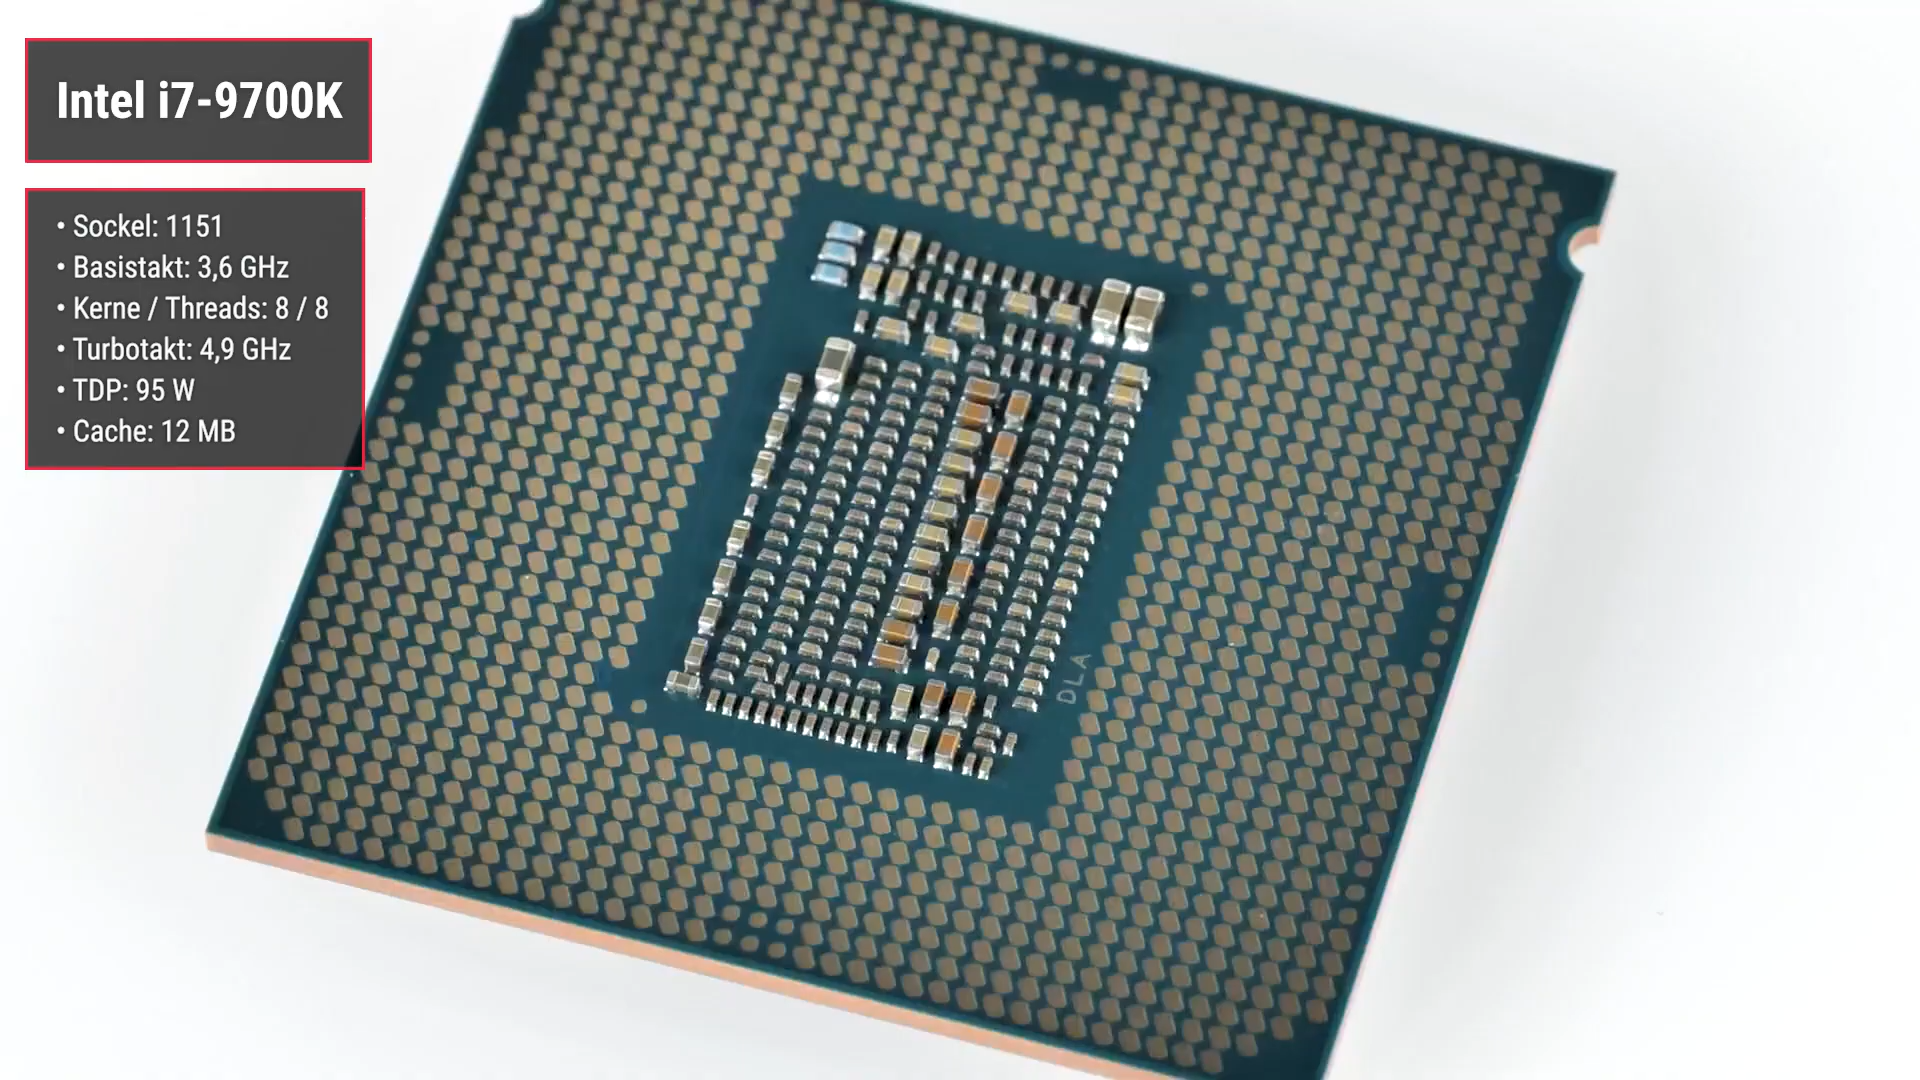 Intel i7-9700K
• Sockel: 1151
• Basistakt: 3,6 GHz
• Kerne / Threads: 8 / 8
• Turbotakt: 4,9 GHz
• TDP: 95 W
• Cache: 12 MB
DLA